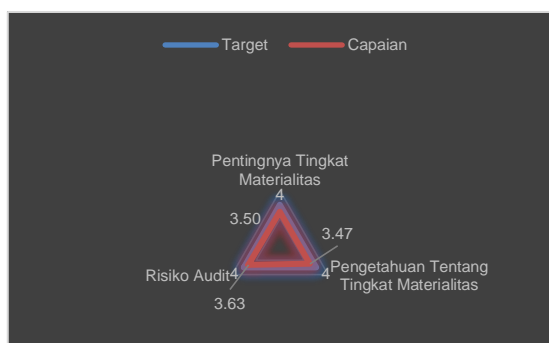 Target Capaian
Pentingnya Tingkat
Materialitas
4
3.50
3.47
Risiko Audit
4
4
Pengetahuan Tentang
Tingkat Materialitas
3.63